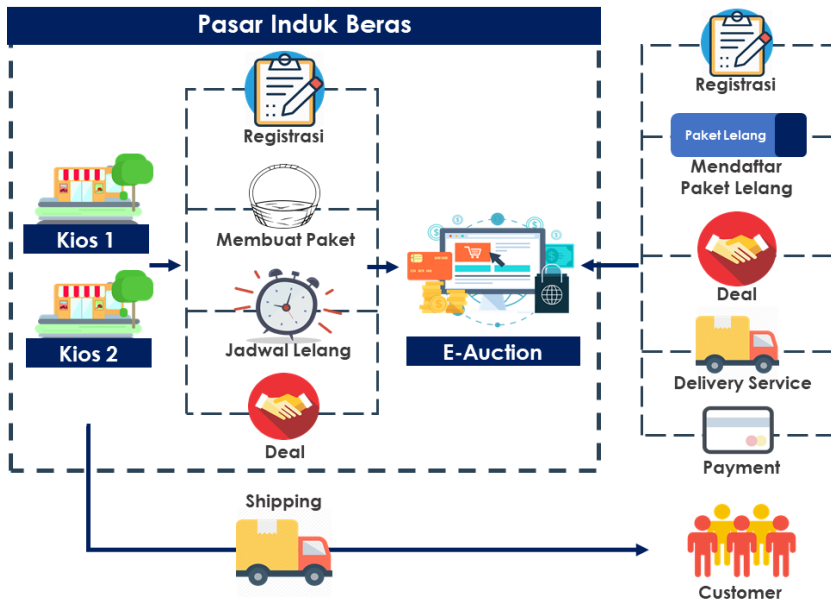 Pasar Induk Beras
Registrasi
Membuat Paket
Jadwal Lelang
Deal
Kios 1
Kios 2
E-Auction
Registrasi
Paket Lelang
Mendaftar
Paket Lelang
Deal
Delivery Service
Payment
Shipping
Customer